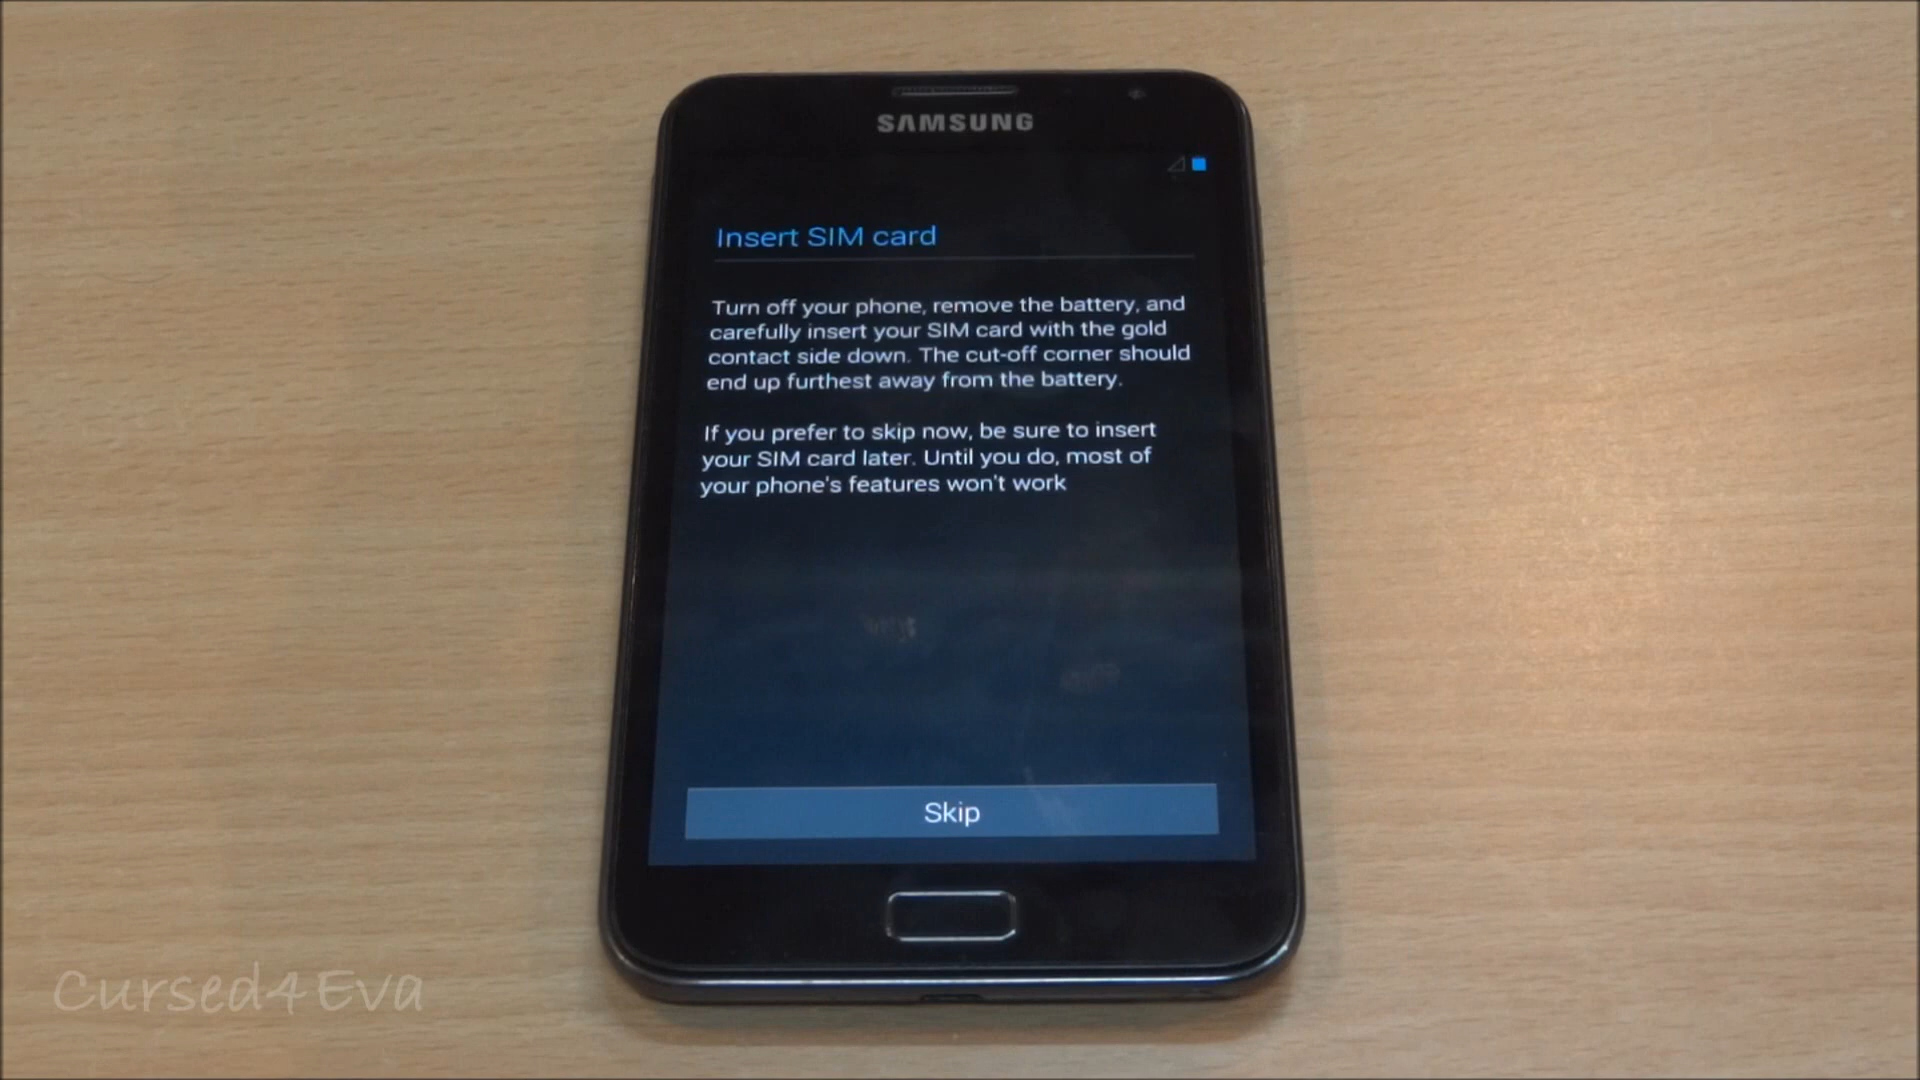 SAMSUNG
Insert SIM card
Turn off your phone, remove the battery, and
carefully insert your SIM card with the gold
contact side down. The cut-off corner should
end up furthest away from the battery.
If you prefer to skip now, be sure to insert
your SIM card later. Until you do, most of
your phone's features won't work
Skip
Cursed4Eva